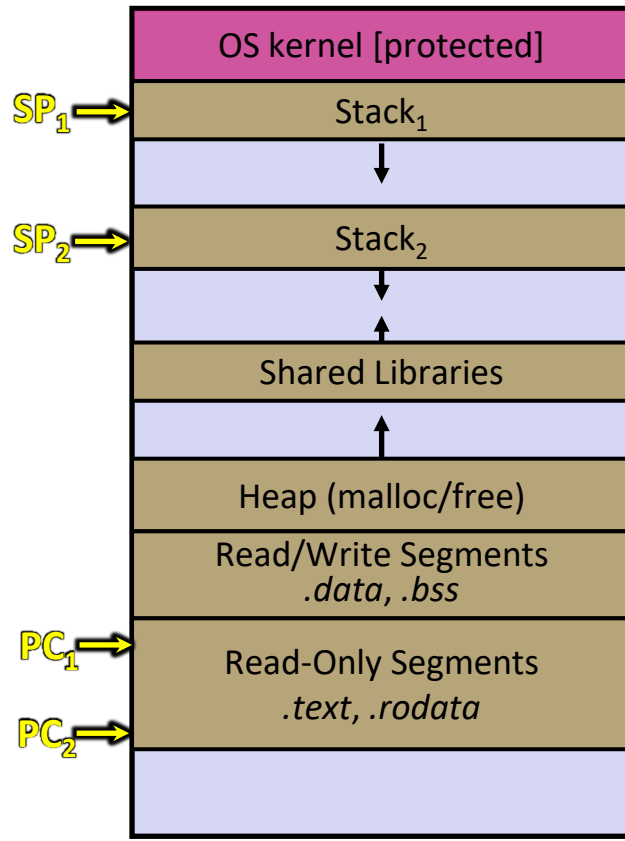 OS kernel [protected]
SP₁
Stack₁
SP₂
Stack₂
Shared Libraries
Heap (malloc/free)
Read/Write Segments
.data, .bss
PC₁
Read-Only Segments
.text, .rodata
PC₂